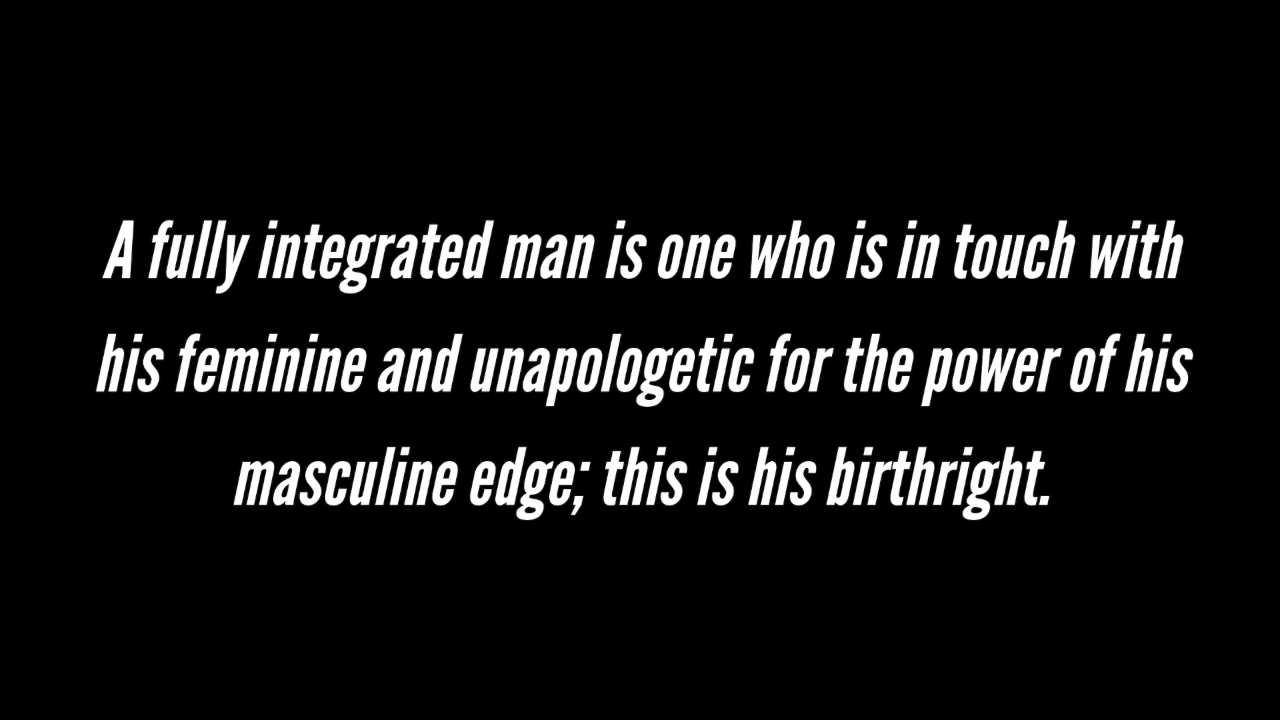 A fully integrated man is one who is in touch with
his feminine and unapologetic for the power of his
masculine edge; this is his birthright.